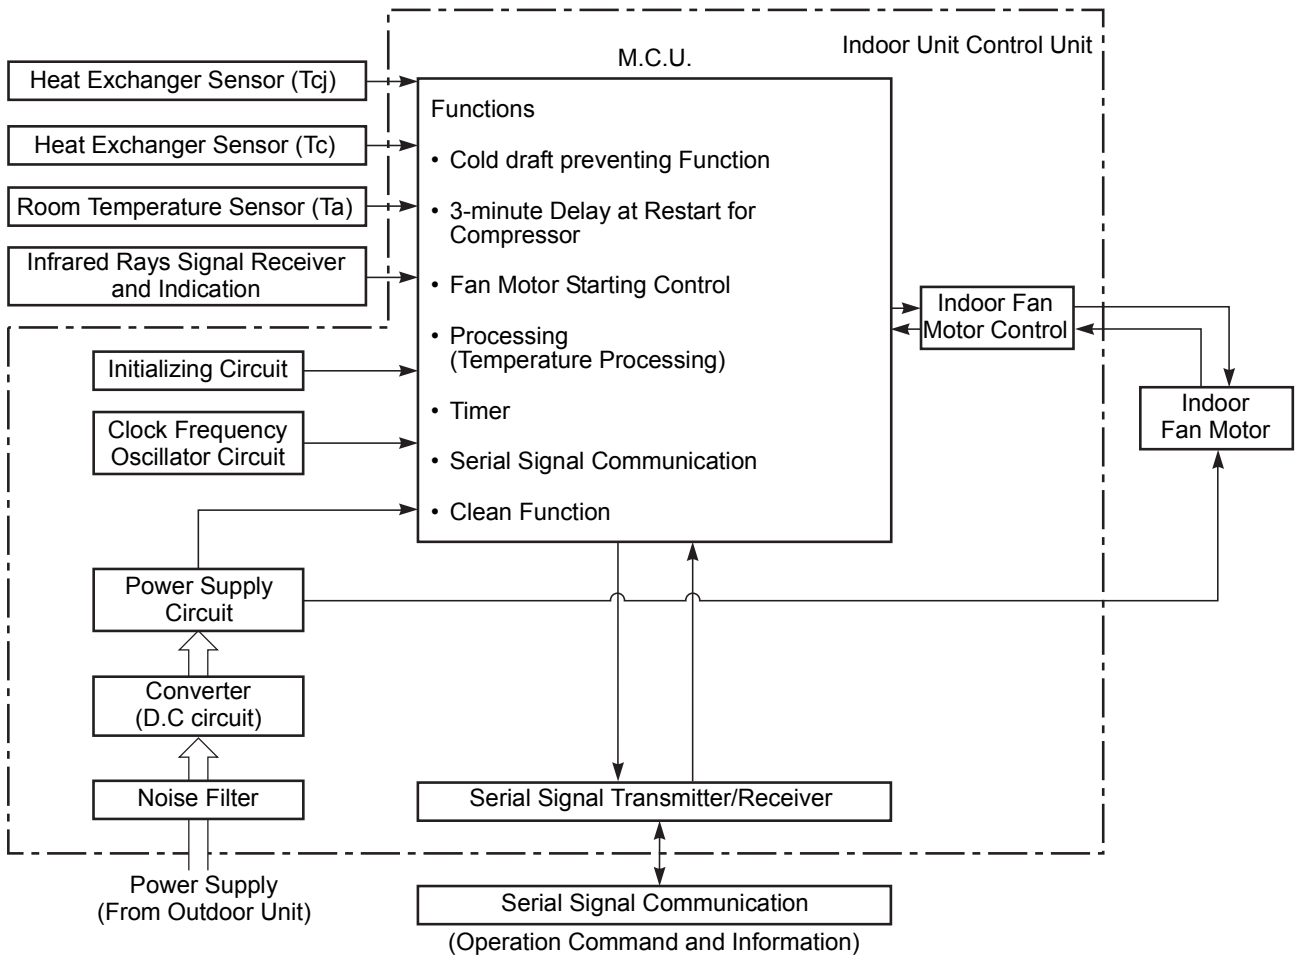 Indoor Unit Control Unit
M.C.U.
Heat Exchanger Sensor (Tcj)
Heat Exchanger Sensor (Tc)
Room Temperature Sensor (Ta)
Infrared Rays Signal Receiver
and Indication
Initializing Circuit
Clock Frequency
Oscillator Circuit
Power Supply
Circuit
Converter
(D.C circuit)
Noise Filter
Power Supply
(From Outdoor Unit)
Functions
• Cold draft preventing Function
• 3-minute Delay at Restart for
Compressor
• Fan Motor Starting Control
• Processing
(Temperature Processing)
• Timer
• Serial Signal Communication
• Clean Function
Indoor Fan
Motor Control
Indoor
Fan Motor
Serial Signal Transmitter/Receiver
Serial Signal Communication
(Operation Command and Information)